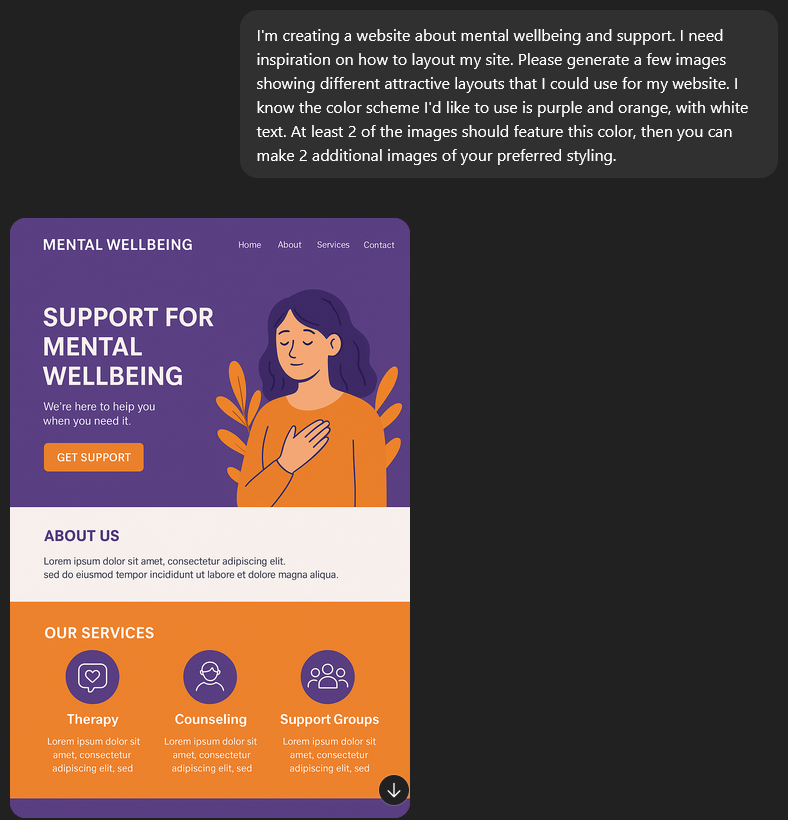 I'm creating a website about mental wellbeing and support. I need
inspiration on how to layout my site. Please generate a few images
showing different attractive layouts that I could use for my website. I
know the color scheme I'd like to use is purple and orange, with white
text. At least 2 of the images should feature this color, then you can
make 2 additional images of your preferred styling.
MENTAL WELLBEING
Home About Services Contact
SUPPORT FOR
MENTAL
WELLBEING
We're here to help you
when you need it.
GET SUPPORT
ABOUT US
Lorem ipsum dolor sit amet, consectetur adipiscing elit.
sed do eiusmod tempor incididunt ut labore et dolore magna aliqua.
OUR SERVICES
Therapy
Lorem ipsum dolor sit
amet, consectetur
adipiscing elit, sed
Counseling
Lorem ipsum dolor sit
amet, consectetur
adipiscing elit, sed
Support Groups
Lorem ipsum dolor sit
amet, consectetur
adipiscing elit, sed